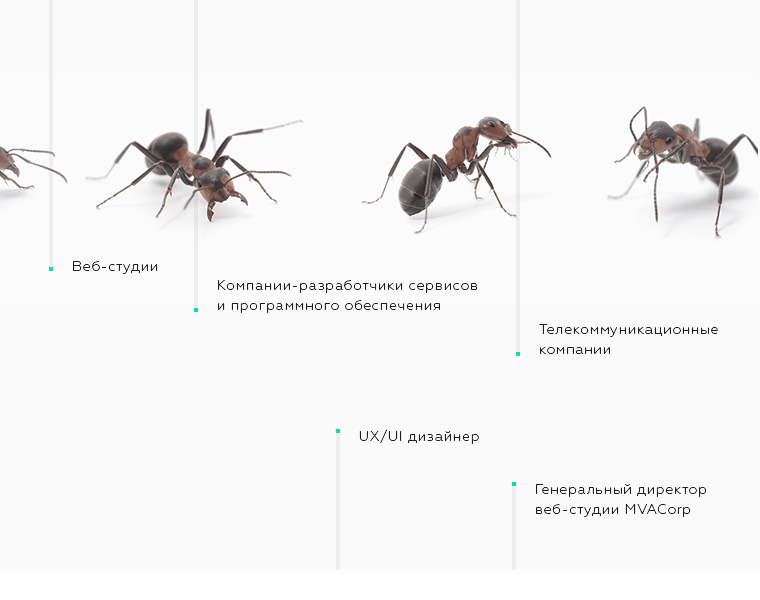 Веб-студии
Компании-разработчики сервисов
и программного обеспечения
Телекоммуникационные
компании
UX/UI дизайнер
Генеральный директор
веб-студии MVACorp